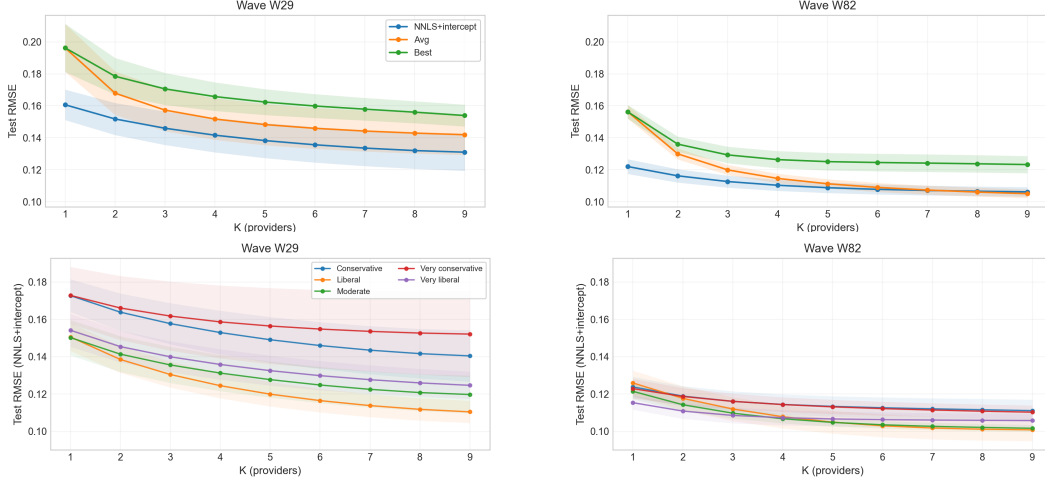 Wave W29
Test RMSE
0.20
0.18
0.16
0.14
0.12
0.10
NNLS+intercept
Avg
Best
1 2 3 4 5 6 7 8 9
K (providers)
Wave W82
Test RMSE
0.20
0.18
0.16
0.14
0.12
0.10
1 2 3 4 5 6 7 8 9
K (providers)
Wave W29
Test RMSE (NNLS+intercept)
0.18
0.16
0.14
0.12
0.10
Conservative
Liberal
Moderate
Very conservative
Very liberal
1 2 3 4 5 6 7 8 9
K (providers)
Wave W82
Test RMSE (NNLS+intercept)
0.18
0.16
0.14
0.12
0.10
1 2 3 4 5 6 7 8 9
K (providers)